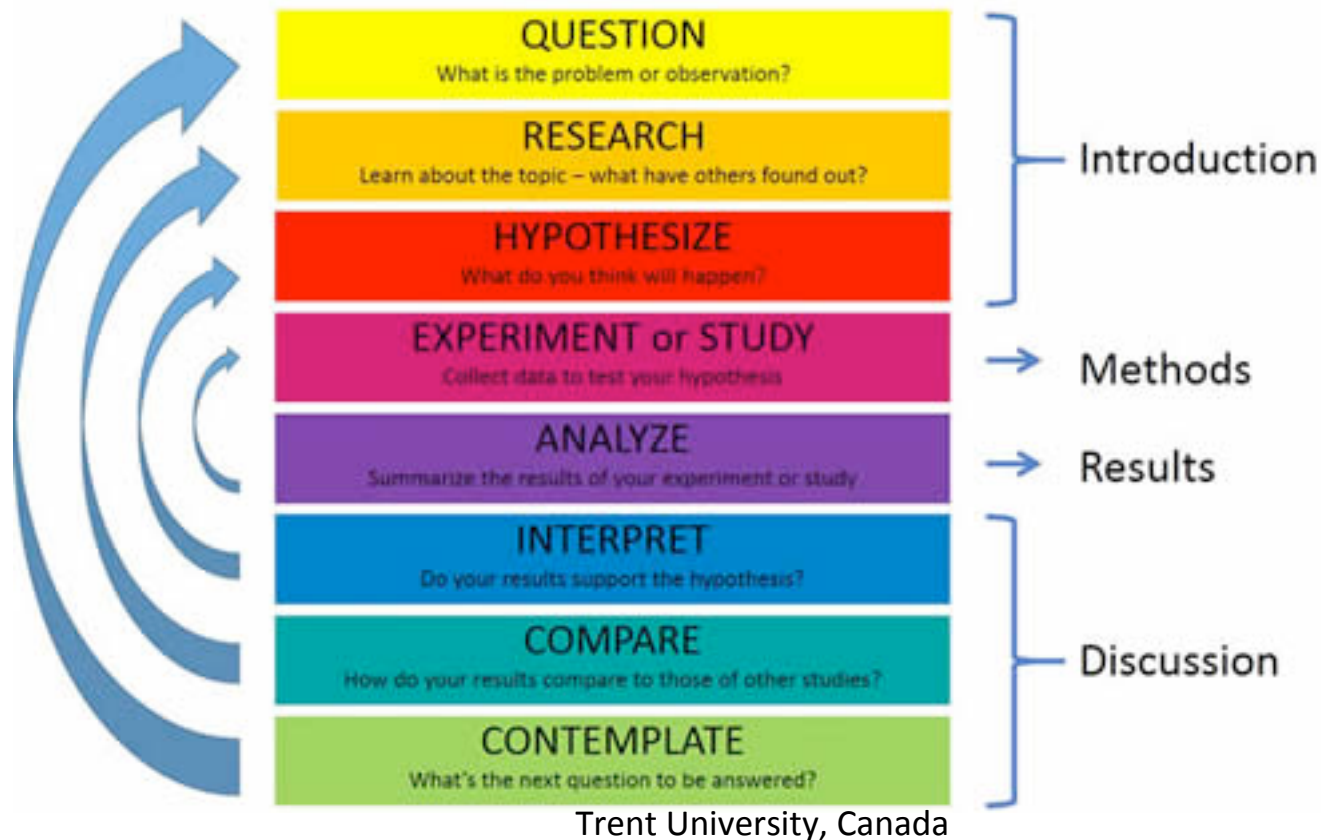 QUESTION
What is the problem or observation?
RESEARCH
Learn about the topic – what have others found out?
HYPOTHESIZE
What do you think will happen?
Introduction
EXPERIMENT or STUDY
Collect data to test your hypothesis
Methods
ANALYZE
Summarize the results of your experiment or study
Results
INTERPRET
Do your results support the hypothesis?
COMPARE
How do your results compare to those of other studies?
CONTEMPLATE
What's the next question to be answered?
Discussion
Trent University, Canada